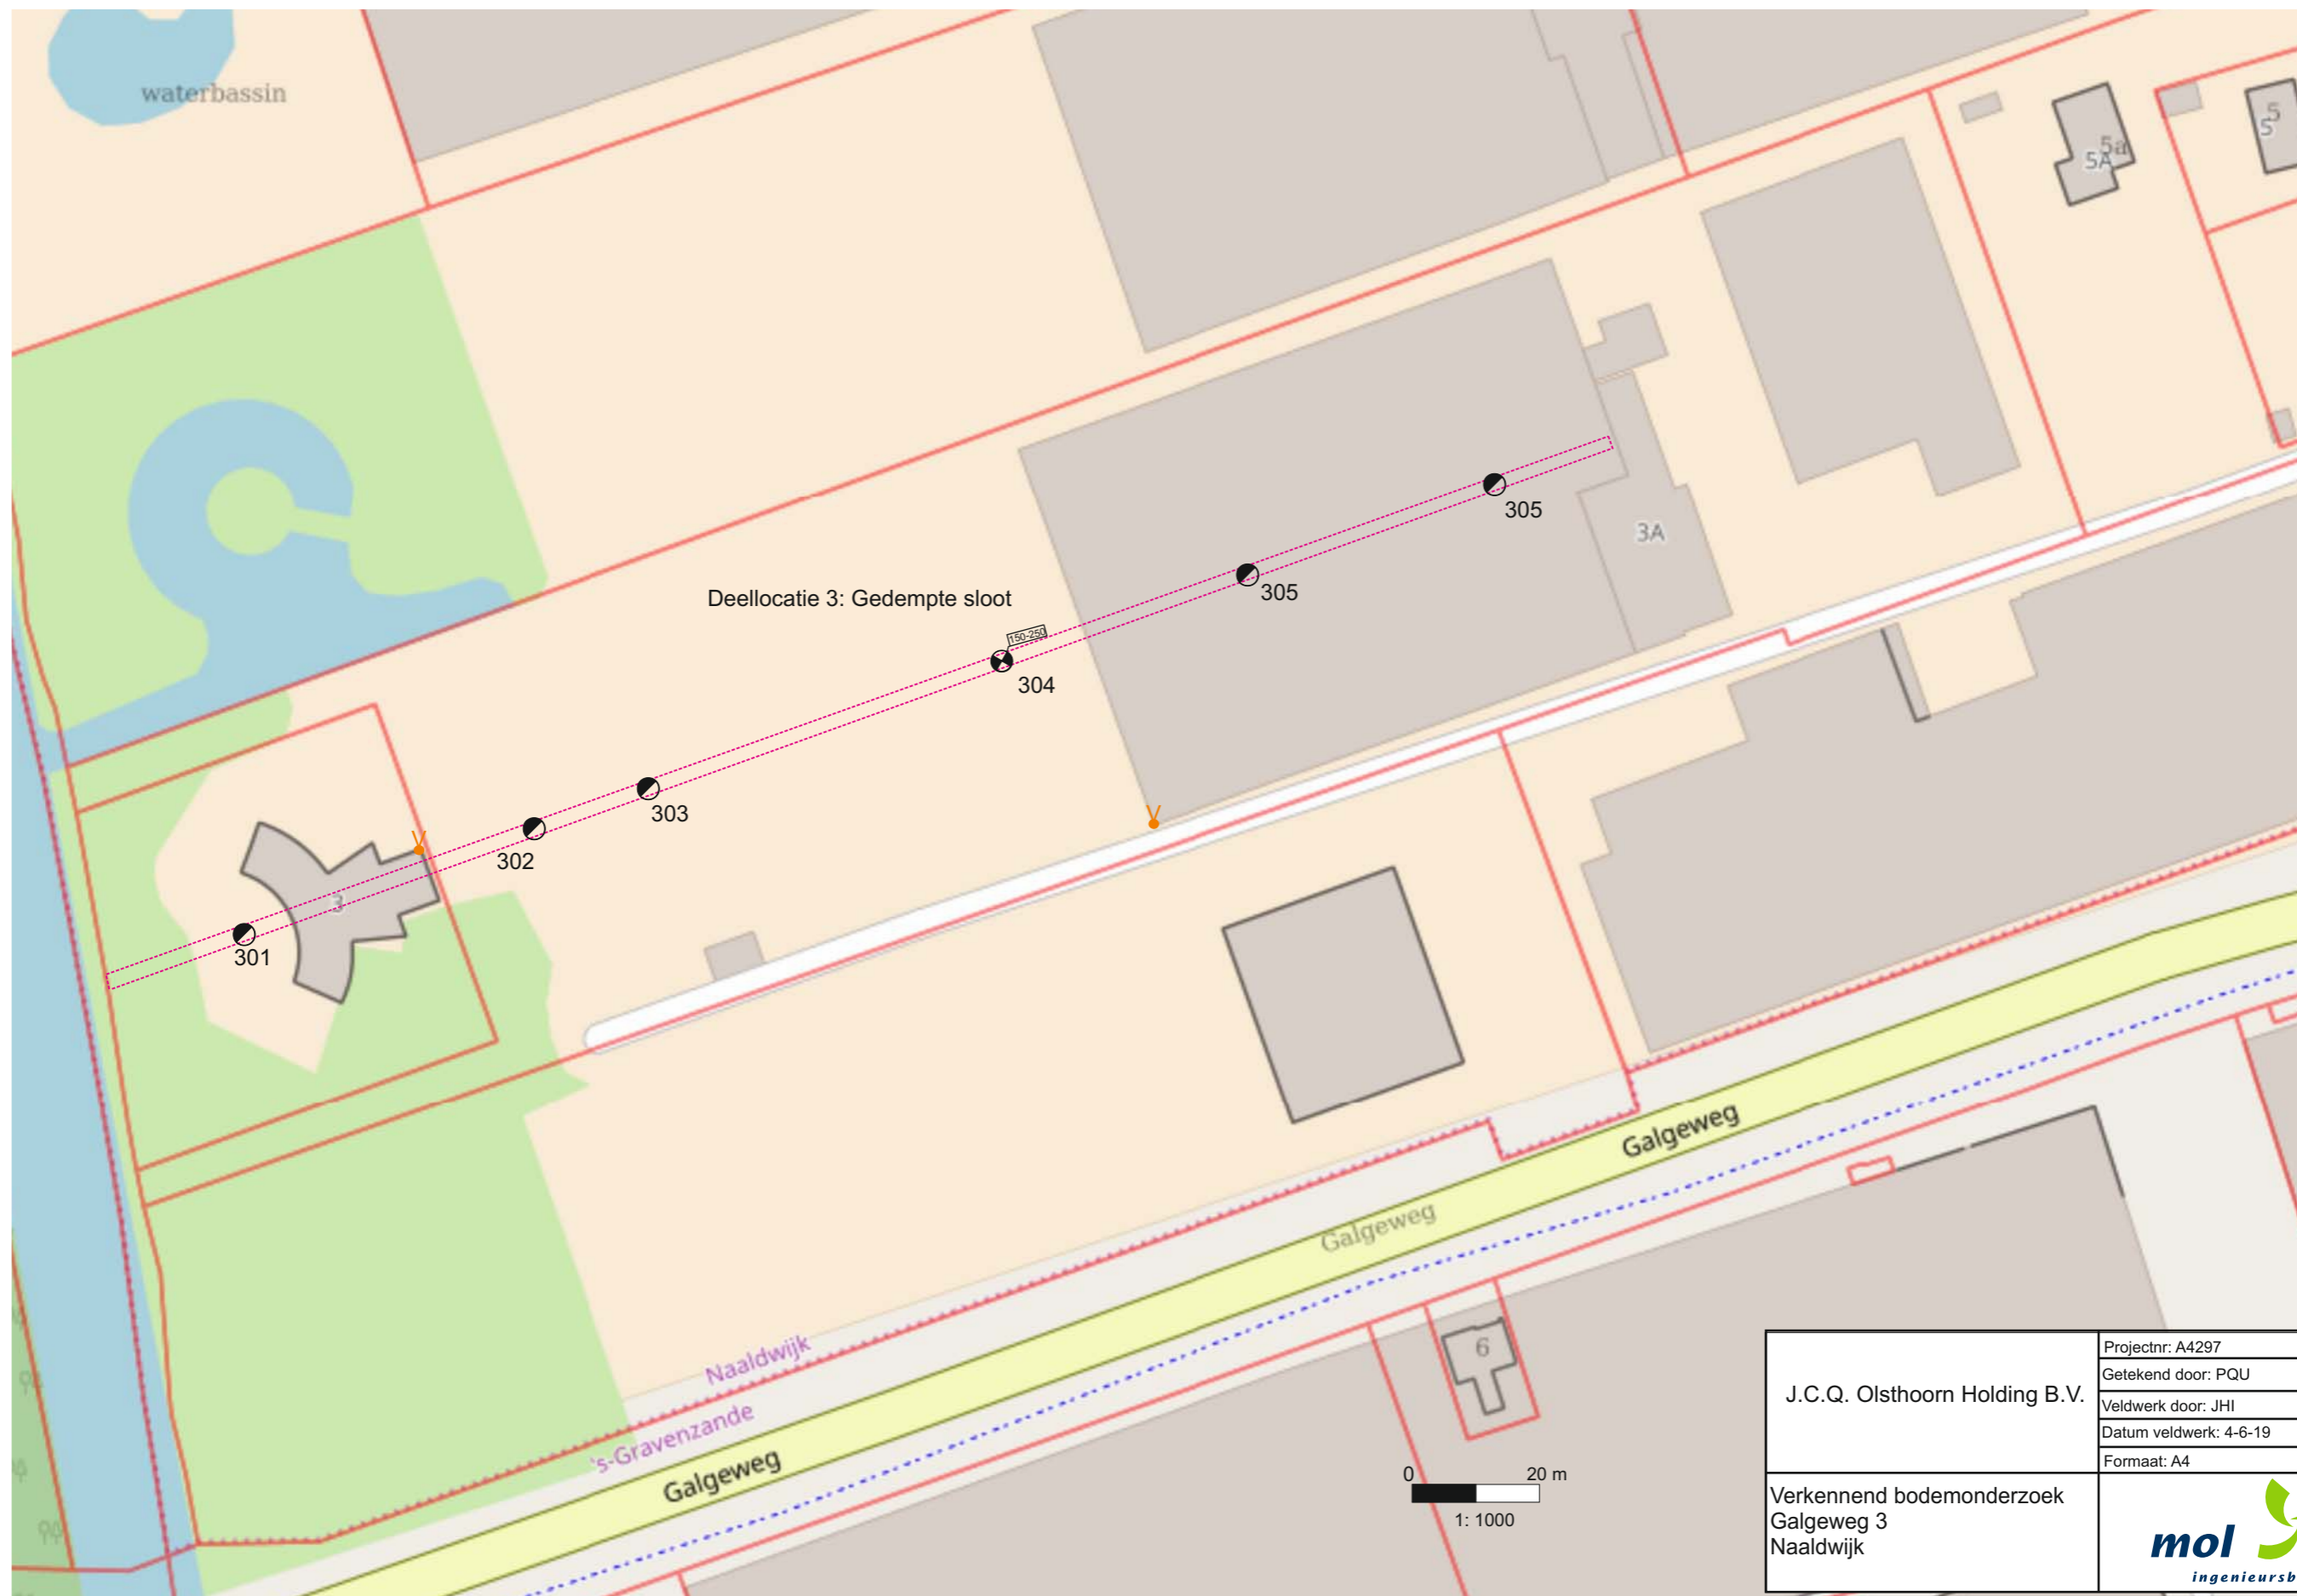 waterbassin
5
5
5a
5A
305
3A
305
Deellocatie 3: Gedempte sloot
150-250
304
303
302
V
V
3
301
Galgeweg
Galgeweg
Naaldwijk
's-Gravenzande
Galgeweg
6
0 20 m
1: 1000
J.C.Q. Olsthoorn Holding B.V.
Projectnr: A4297
Getekend door: PQU
Veldwerk door: JHI
Datum veldwerk: 4-6-19
Formaat: A4
Verkennend bodemonderzoek
Galgeweg 3
Naaldwijk
mol
ingenieursb